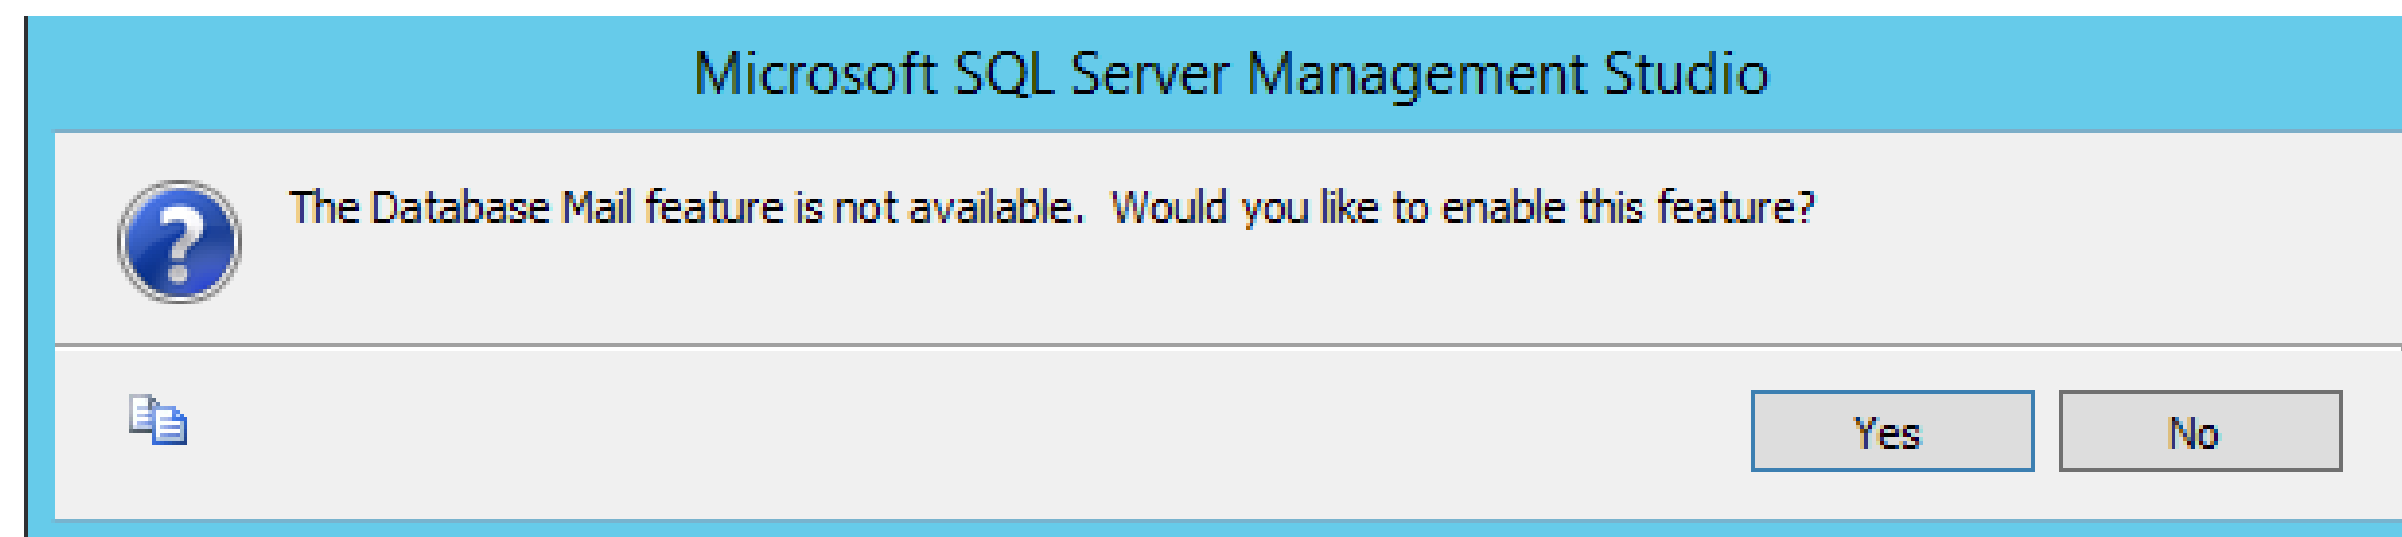 Microsoft SQL Server Management Studio
The Database Mail feature is not available.  Would you like to enable this feature?
Yes
No